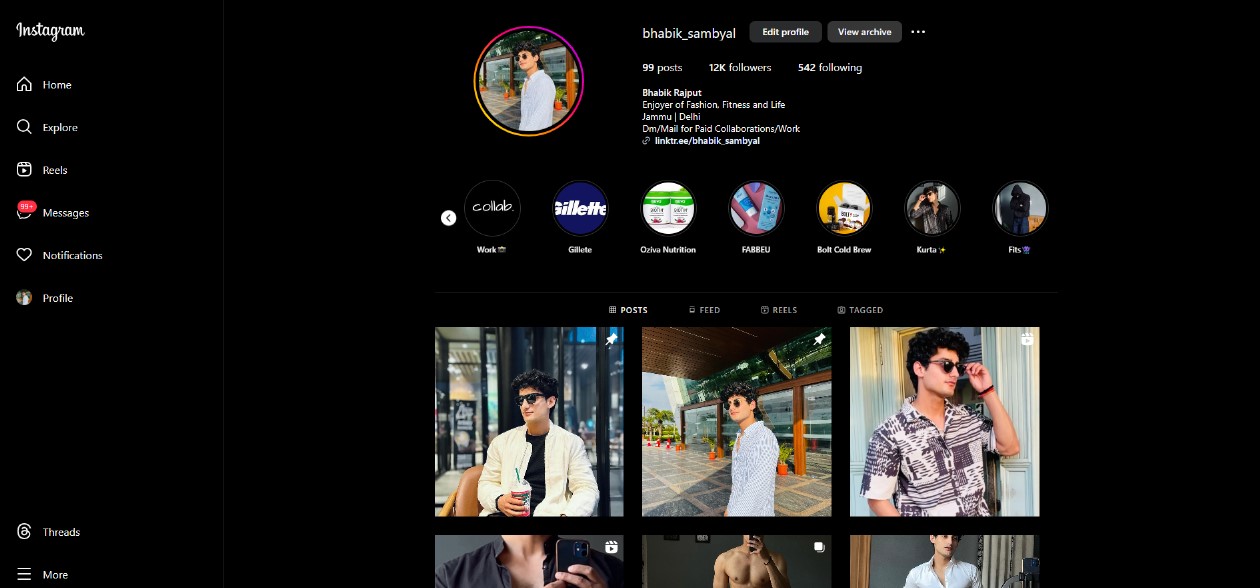 Instagram
Home
Explore
Reels
99+
Messages
Notifications
Profile
Threads
More
bhabik_sambyal
Edit profile
View archive
99 posts
12K followers
542 following
Bhabik Rajput
Enjoyer of Fashion, Fitness and Life
Jammu | Delhi
Dm/Mail for Paid Collaborations/Work
linktr.ee/bhabik_sambyal
collab.
Gillette
BIOTIN
BIOTIN
Work
Gillete
Oziva Nutrition
FABBEU
Bolt Cold Brew
Kurta
Fits
POSTS
FEED
REELS
TAGGED